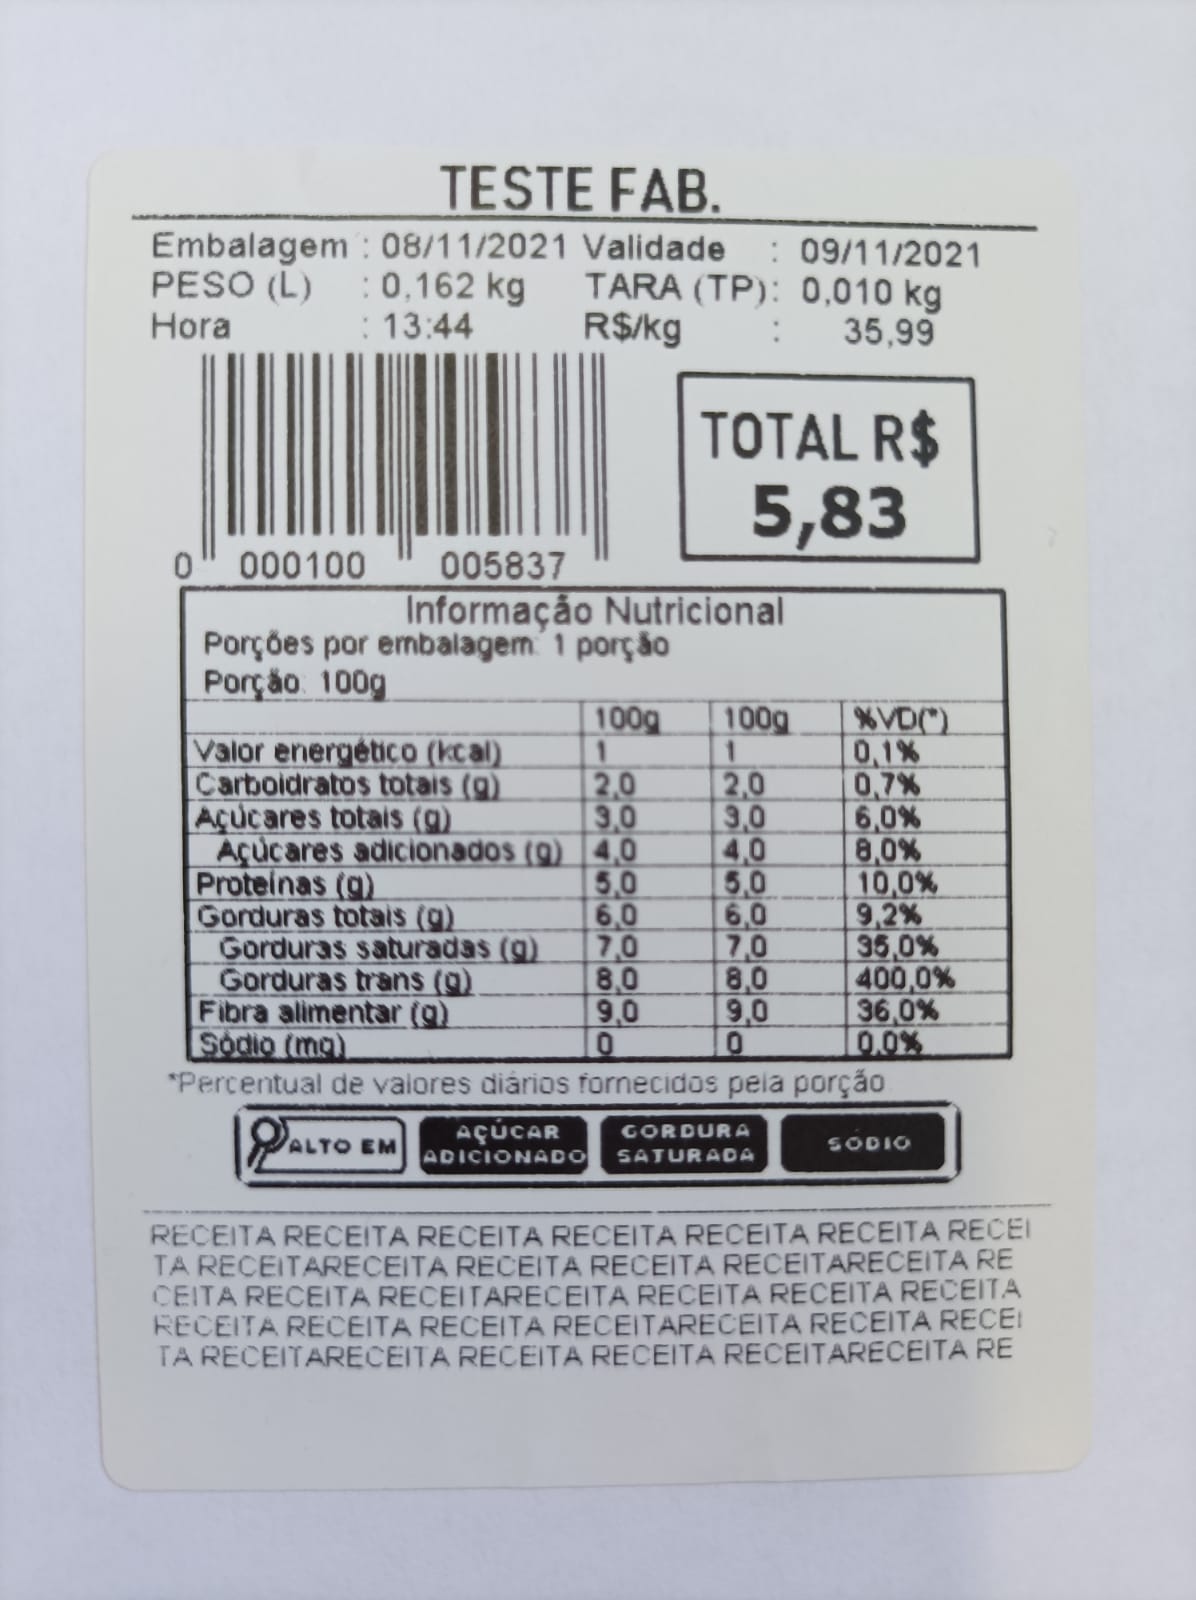 TESTE FAB.
Embalagem : 08/11/2021 Validade : 09/11/2021
PESO (L) : 0,162 kg TARA (TP): 0,010 kg
Hora : 13:44 R$/kg : 35,99
TOTAL R$
5,83
0 000100 005837
Informação Nutricional
Porções por embalagem: 1 porção
Porção: 100g
100g 100g %VD(*)
Valor energético (kcal) 1 1 0,1%
Carboidratos totais (g) 2,0 2,0 0,7%
Açúcares totais (g) 3,0 3,0 6,0%
Açúcares adicionados (g) 4,0 4,0 8,0%
Proteínas (g) 5,0 5,0 10,0%
Gorduras totais (g) 6,0 6,0 9,2%
Gorduras saturadas (g) 7,0 7,0 35,0%
Gorduras trans (g) 8,0 8,0 400,0%
Fibra alimentar (g) 9,0 9,0 36,0%
Sódio (mg) 0 0 0,0%
*Percentual de valores diários fornecidos pela porção
ALTO EM
AÇÚCAR
ADICIONADO
GORDURA
SATURADA
SÓDIO
RECEITA RECEITA RECEITA RECEITA RECEITA RECEITA RECEI
TA RECEITARECEITA RECEITA RECEITA RECEITARECEITA RE
CEITA RECEITA RECEITARECEITA RECEITA RECEITA RECEITA
RECEITA RECEITA RECEITA RECEITARECEITA RECEITA RECEI
TA RECEITARECEITA RECEITA RECEITA RECEITARECEITA RE